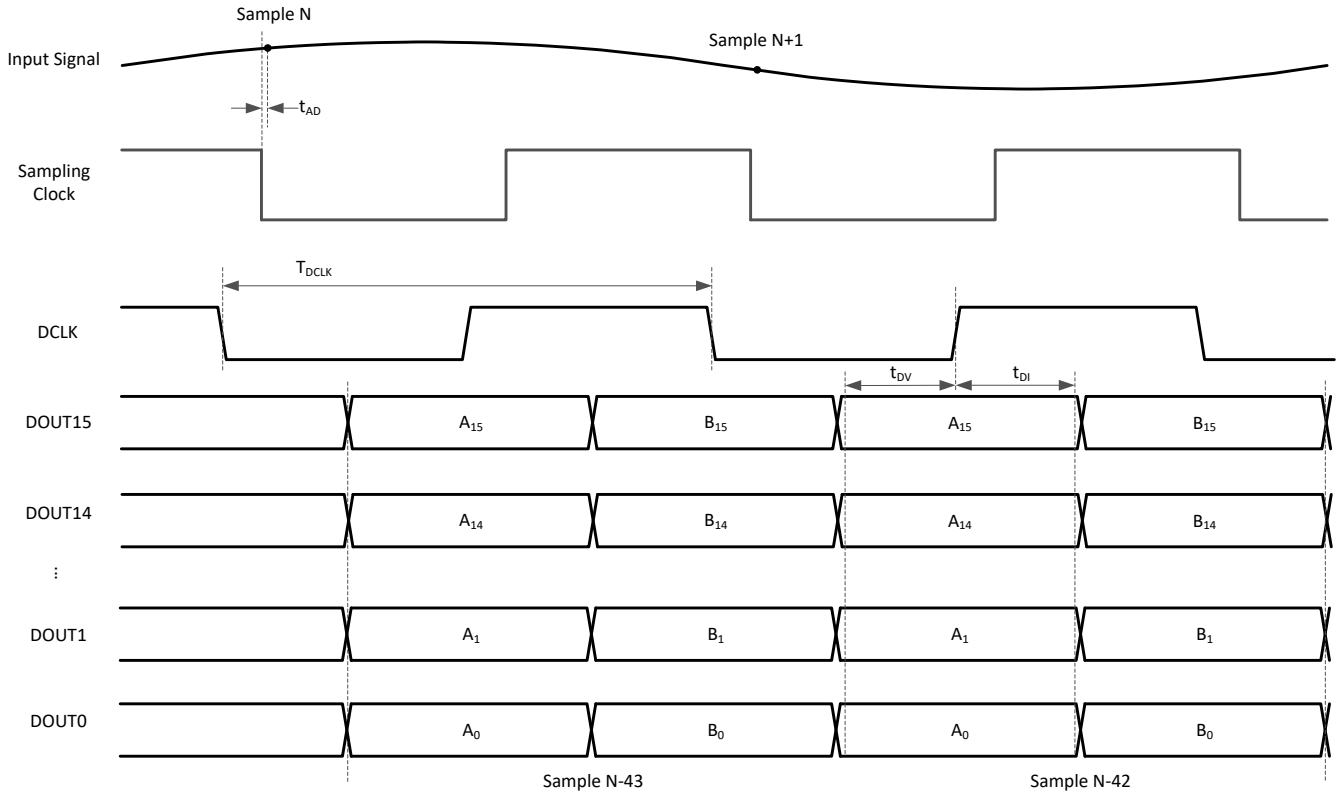 Sample N
Sample N+1
Input Signal
tAD
Sampling
Clock
TDCLK
DCLK
tDV
tDI
DOUT15
A15
B15
A15
B15
DOUT14
A14
B14
A14
B14
...
DOUT1
A1
B1
A1
B1
DOUT0
A0
B0
A0
B0
Sample N-43
Sample N-42